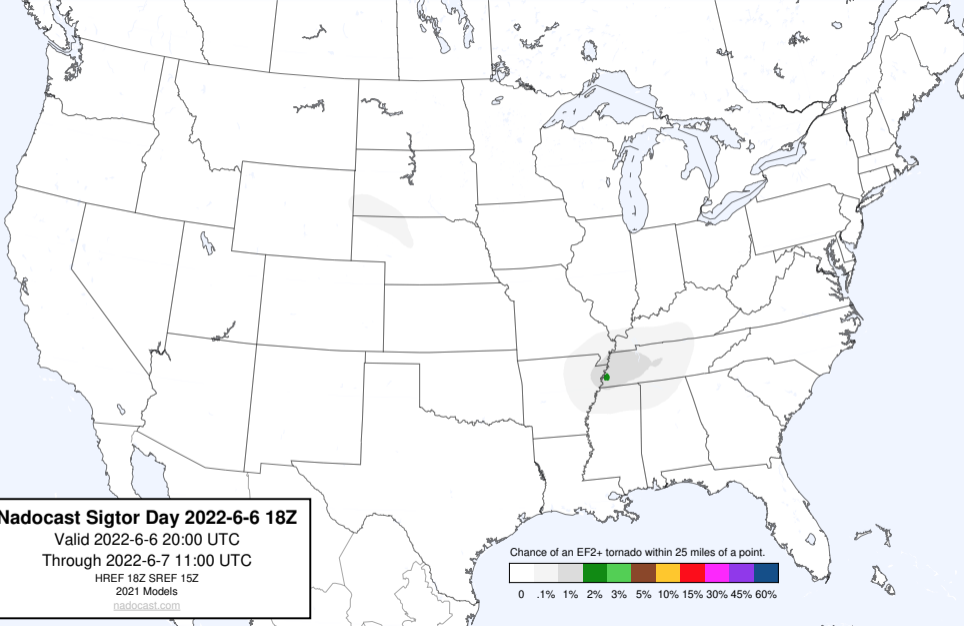 Nadocast Sigtor Day 2022-6-6 18Z
Valid 2022-6-6 20:00 UTC
Through 2022-6-7 11:00 UTC
HREF 18Z SREF 15Z
2021 Models
nadocast.com
Chance of an EF2+ tornado within 25 miles of a point.
0 .1% 1% 2% 3% 5% 10% 15% 30% 45% 60%